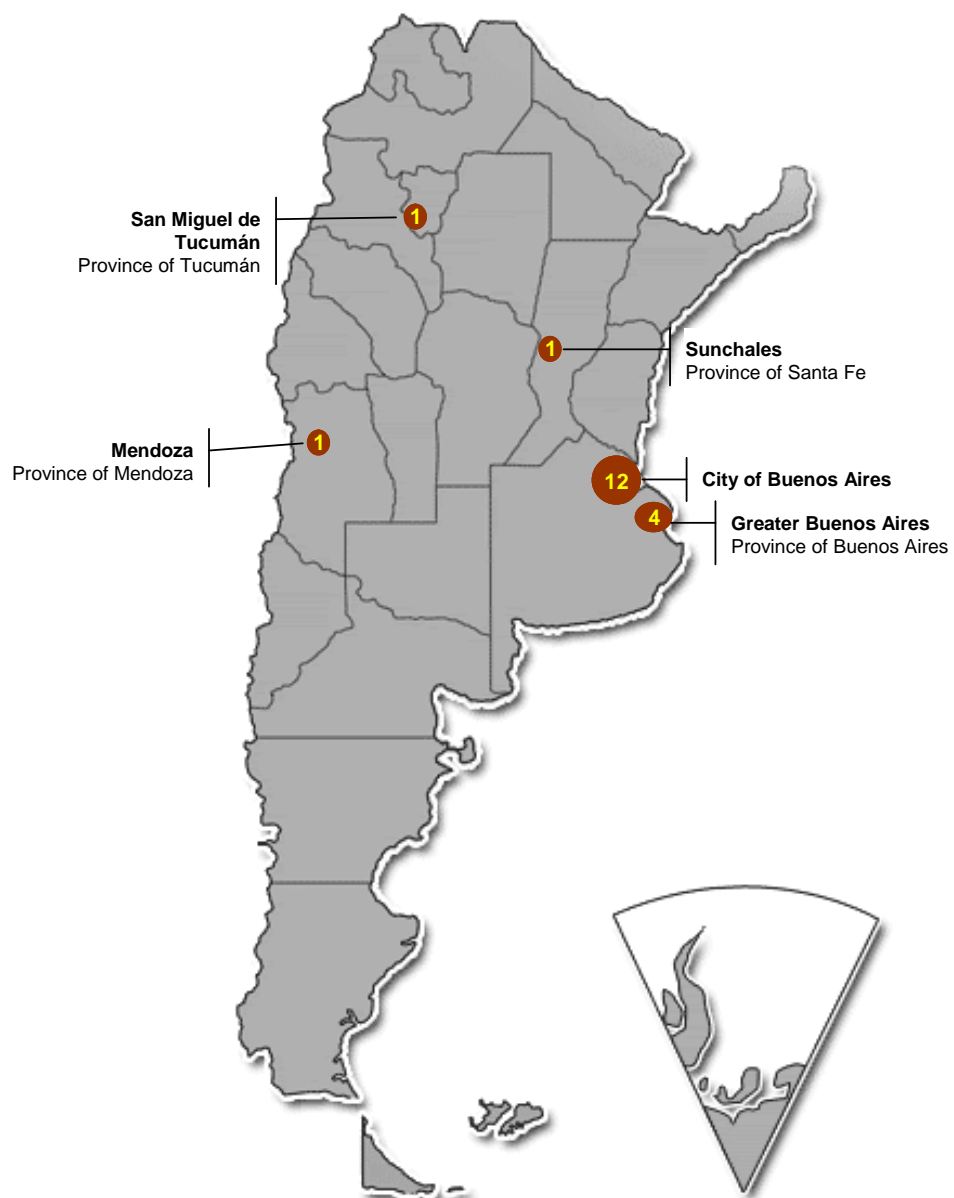 San Miguel de
Tucumán
Province of Tucumán
1
1
Sunchales
Province of Santa Fe
Mendoza
Province of Mendoza
1
12
City of Buenos Aires
4
Greater Buenos Aires
Province of Buenos Aires